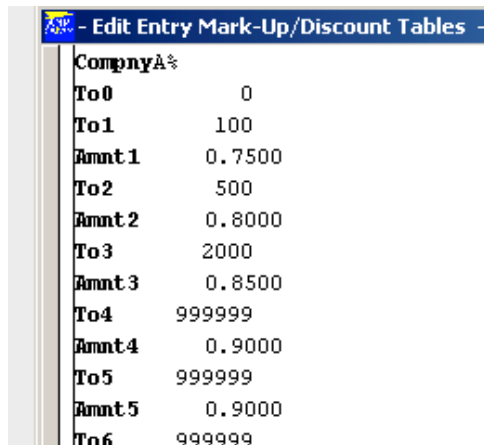 - Edit Entry Mark-Up/Discount Tables -
CompnyA%
To0 0
To1 100
Amnt1 0.7500
To2 500
Amnt2 0.8000
To3 2000
Amnt3 0.8500
To4 999999
Amnt4 0.9000
To5 999999
Amnt5 0.9000
To6 999999